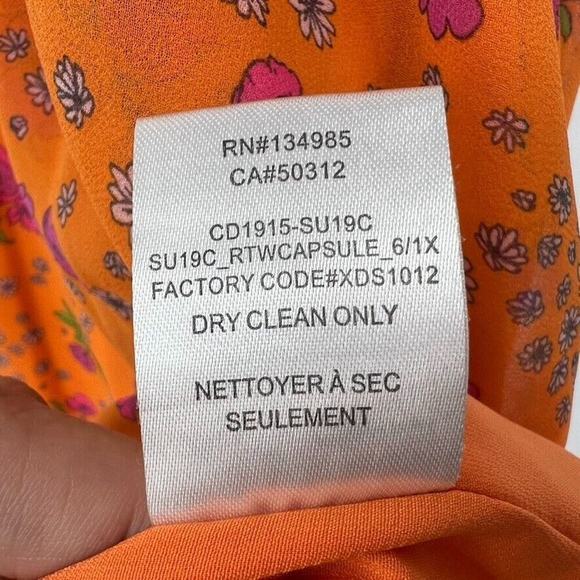 RN#134985
CA#50312
CD1915-SU19C
SU19C_RTWCAPSULE_6/1X
FACTORY CODE#XDS1012
DRY CLEAN ONLY
NETTOYER À SEC
SEULEMENT